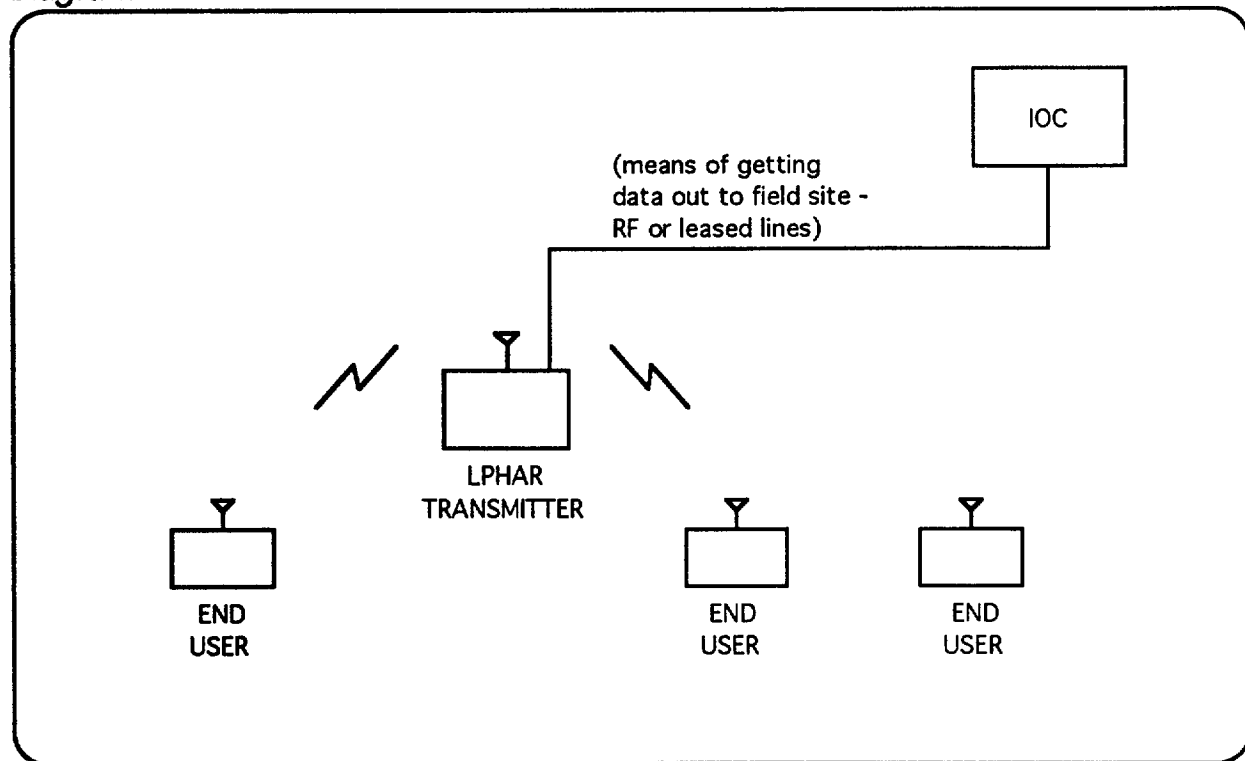 IOC
(means of getting
data out to field site -
RF or leased lines)
LPHAR
TRANSMITTER
END
USER
END
USER
END
USER